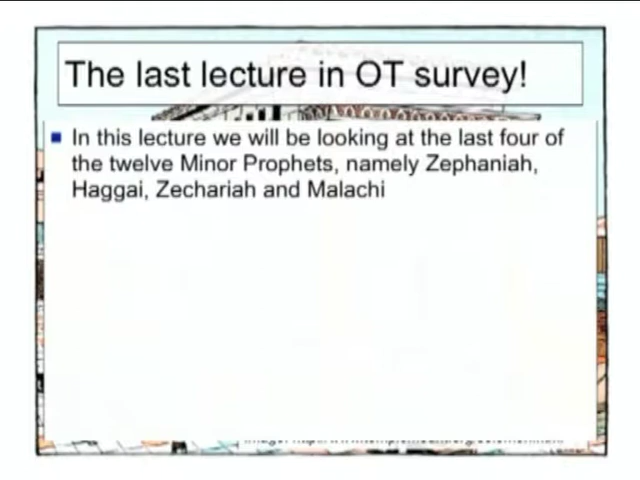 The last lecture in OT survey!
In this lecture we will be looking at the last four of
the twelve Minor Prophets, namely Zephaniah,
Haggai, Zechariah and Malachi